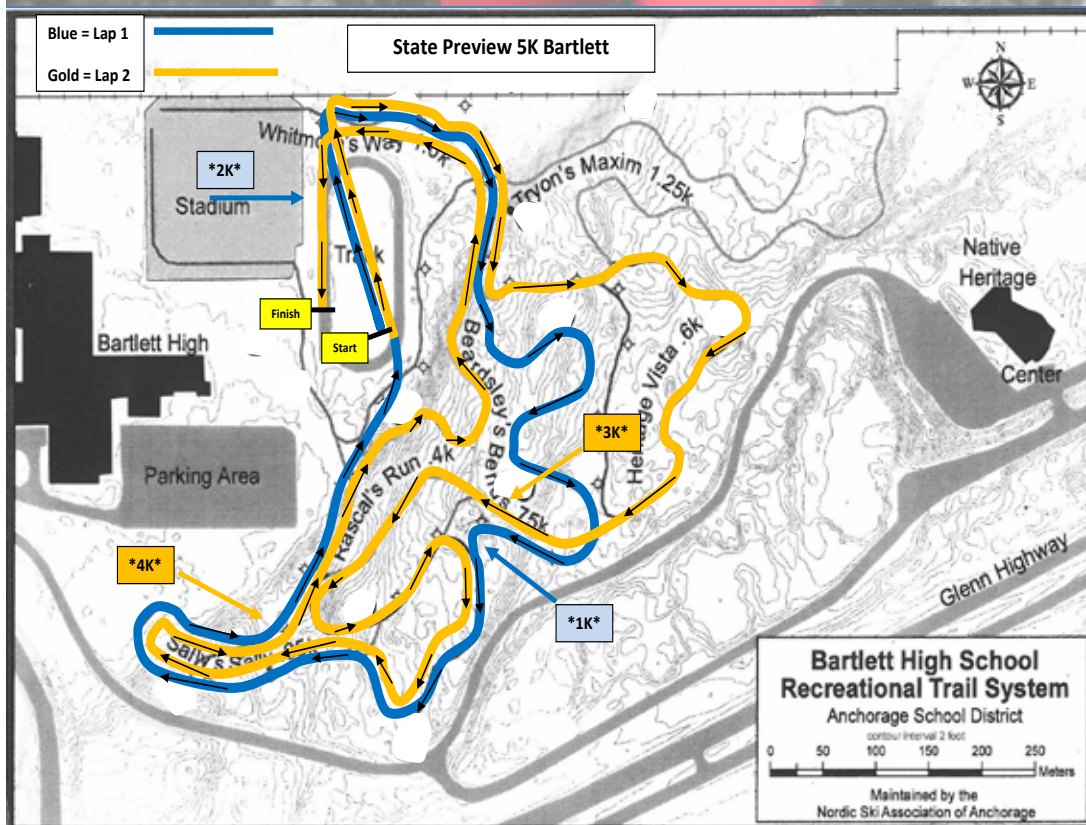 Blue = Lap 1
Gold = Lap 2
State Preview 5K Bartlett
N
W E
S
Whitmore's Way 1.6k
*2K*
Stadium
Tryon's Maxim 1.25k
Track
Native
Heritage
Center
Finish
Start
Bartlett High
Beardsley's .75k
Heritage Vista .6k
*3K*
Rascal's Run .4k
Parking Area
*4K*
*1K*
Glenn Highway
Sally's
Bartlett High School
Recreational Trail System
Anchorage School District
contour interval 2 foot
0 50 100 150 200 250
Meters
Maintained by the
Nordic Ski Association of Anchorage